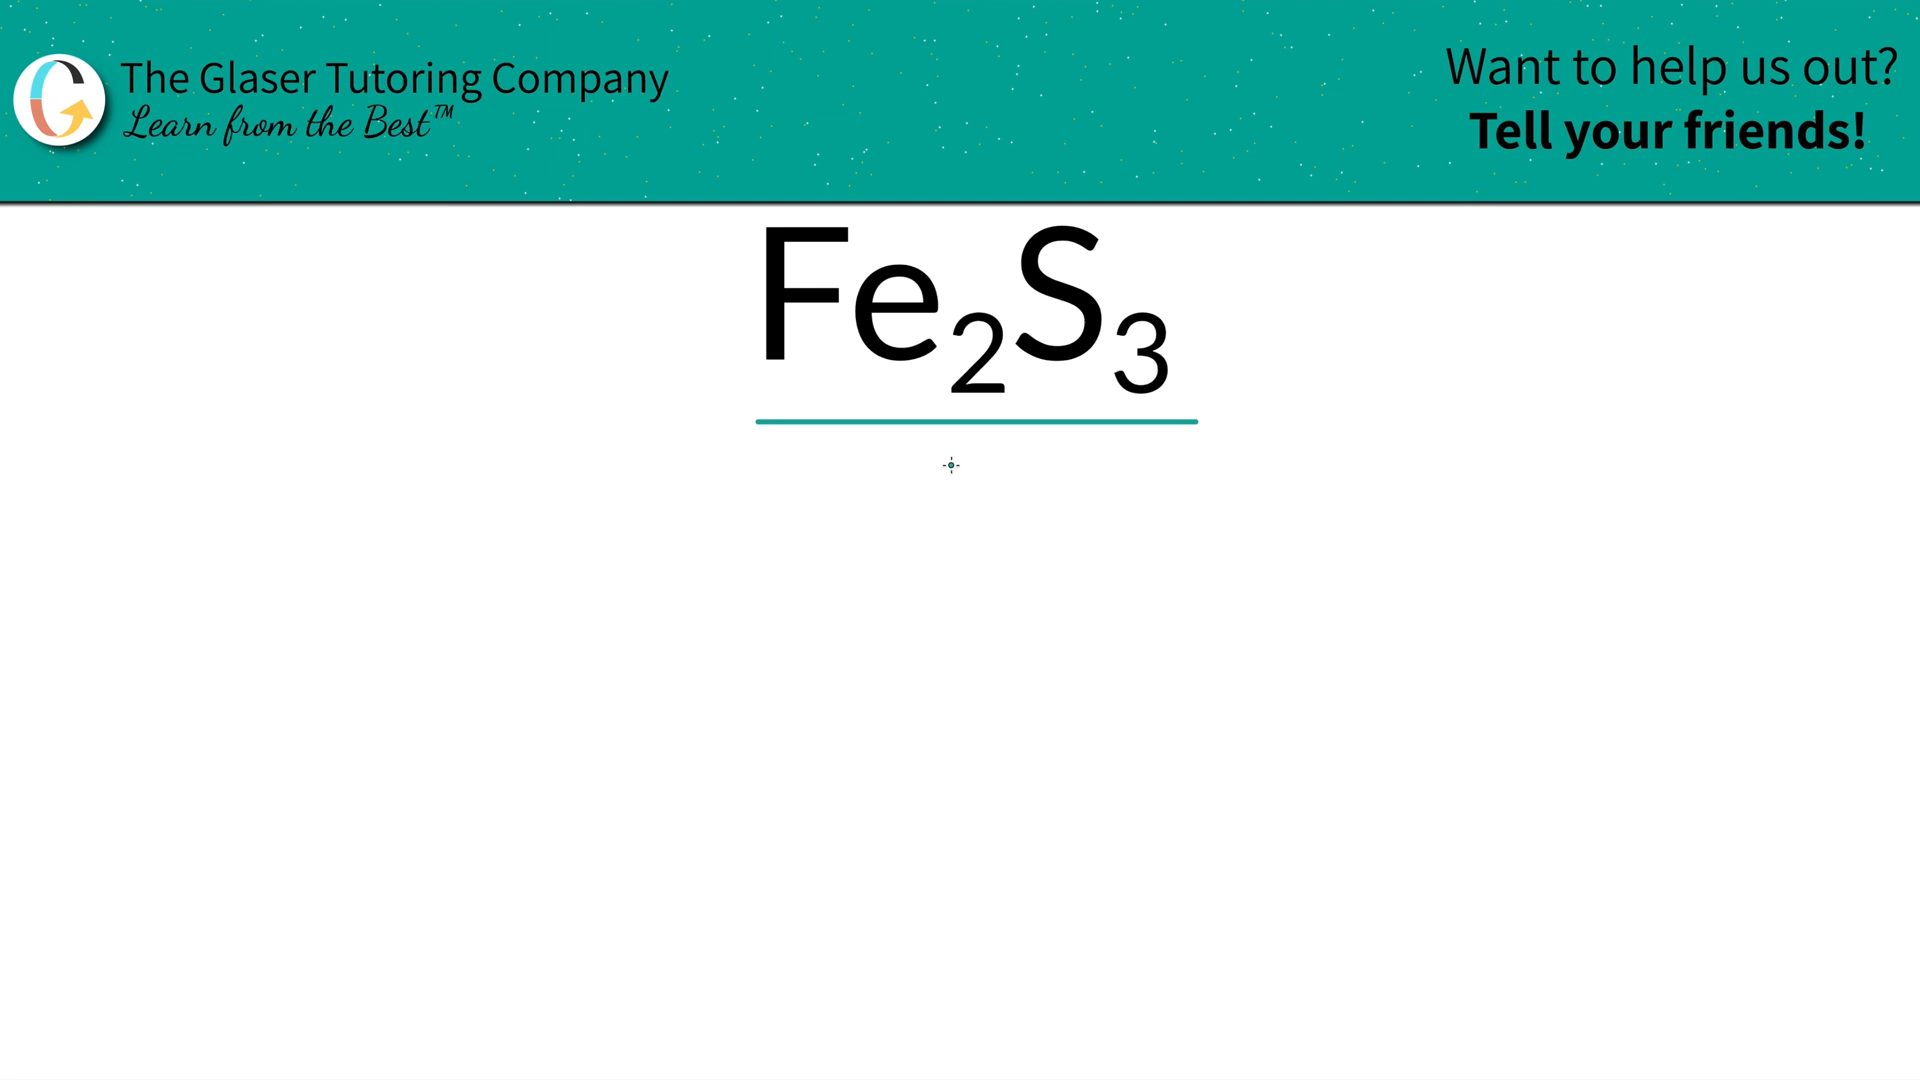 The Glaser Tutoring Company
Learn from the Best™
Want to help us out?
Tell your friends!
Fe₂S₃